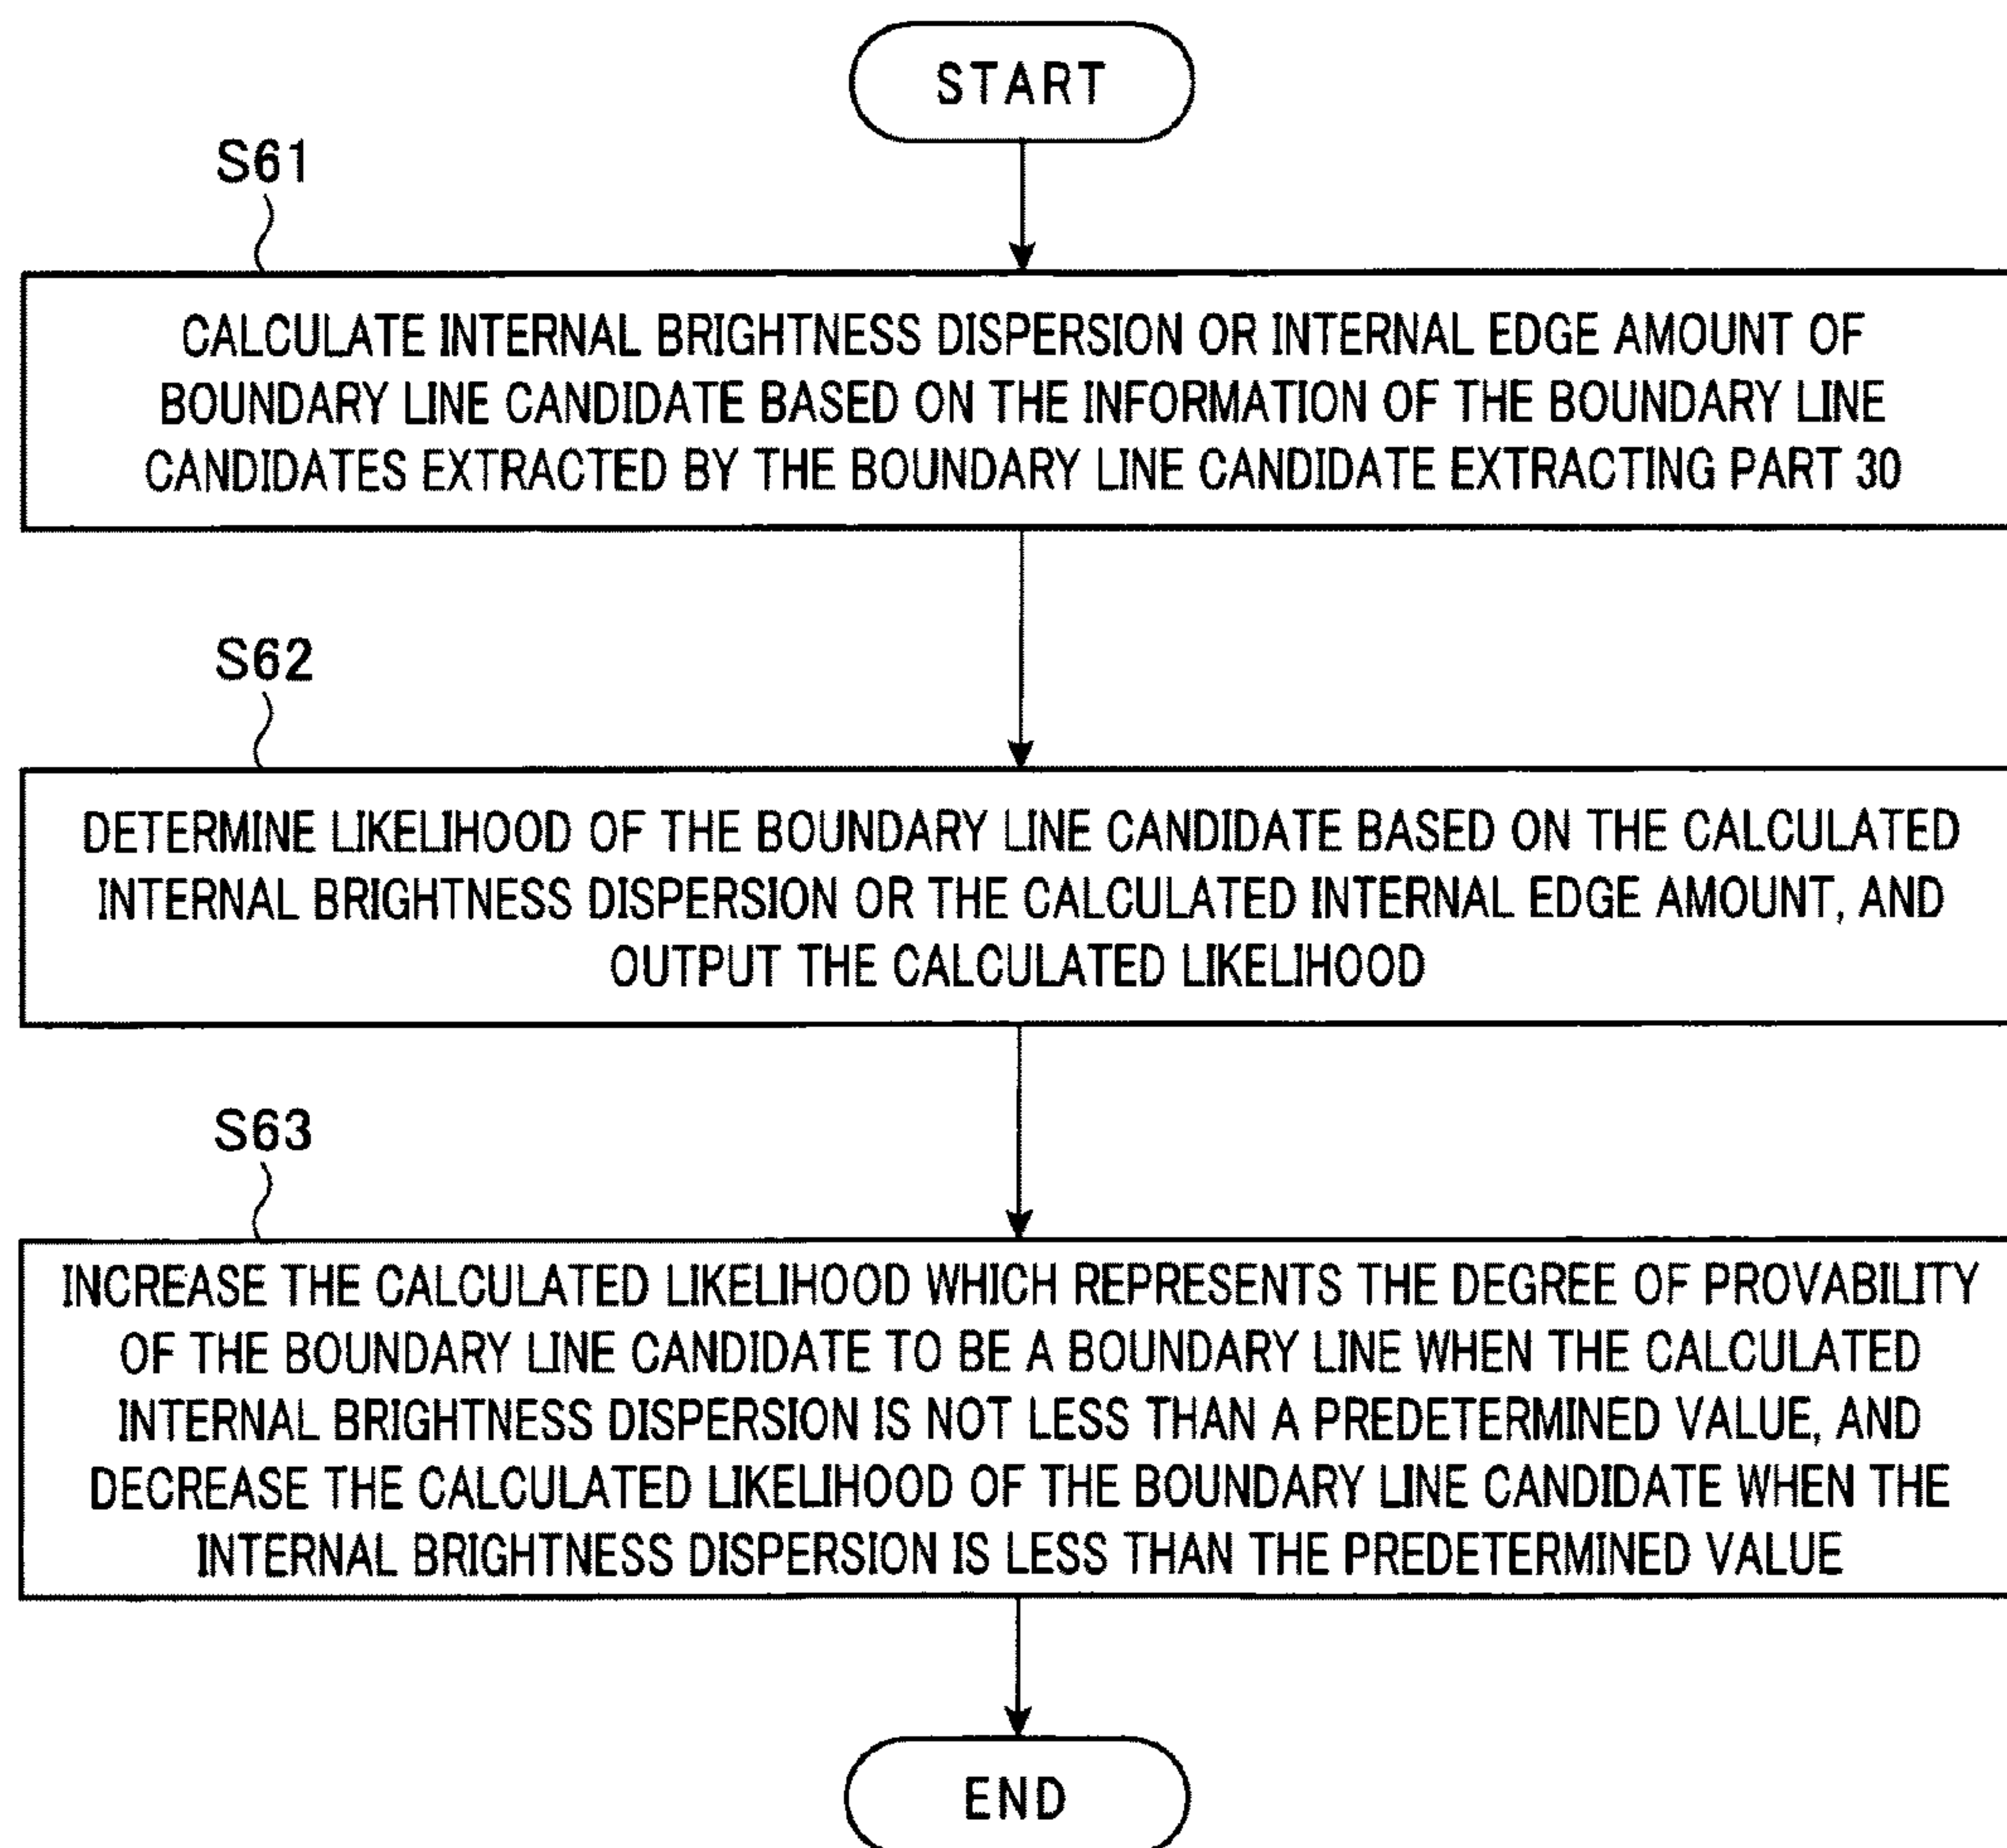 START
S61
CALCULATE INTERNAL BRIGHTNESS DISPERSION OR INTERNAL EDGE AMOUNT OF
BOUNDARY LINE CANDIDATE BASED ON THE INFORMATION OF THE BOUNDARY LINE
CANDIDATES EXTRACTED BY THE BOUNDARY LINE CANDIDATE EXTRACTING PART 30
S62
DETERMINE LIKELIHOOD OF THE BOUNDARY LINE CANDIDATE BASED ON THE CALCULATED
INTERNAL BRIGHTNESS DISPERSION OR THE CALCULATED INTERNAL EDGE AMOUNT, AND
OUTPUT THE CALCULATED LIKELIHOOD
S63
INCREASE THE CALCULATED LIKELIHOOD WHICH REPRESENTS THE DEGREE OF PROVABILITY
OF THE BOUNDARY LINE CANDIDATE TO BE A BOUNDARY LINE WHEN THE CALCULATED
INTERNAL BRIGHTNESS DISPERSION IS NOT LESS THAN A PREDETERMINED VALUE, AND
DECREASE THE CALCULATED LIKELIHOOD OF THE BOUNDARY LINE CANDIDATE WHEN THE
INTERNAL BRIGHTNESS DISPERSION IS LESS THAN THE PREDETERMINED VALUE
END